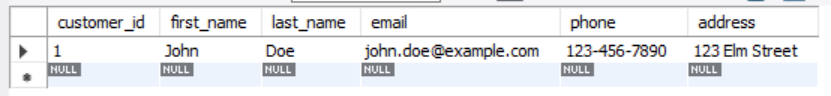 customer_id first_name last_name email phone address
1 John Doe john.doe@example.com 123-456-7890 123 Elm Street
NULL NULL NULL NULL NULL NULL